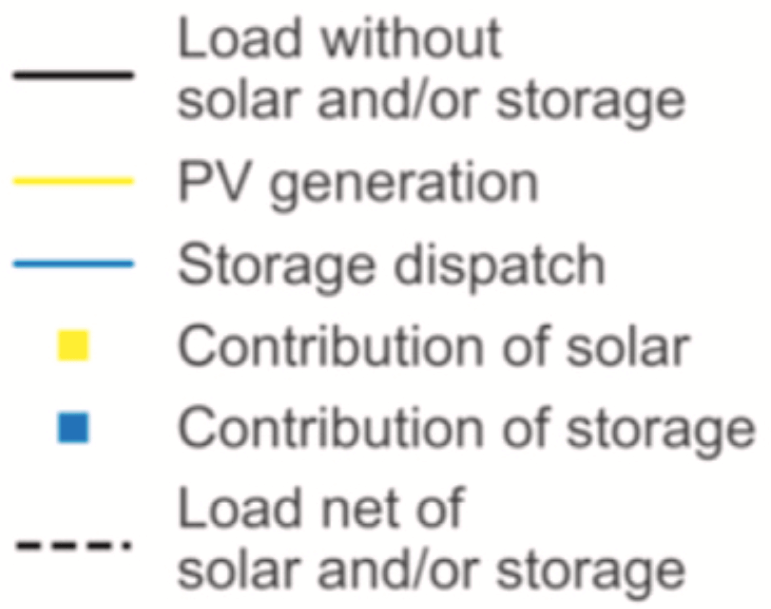 Load without
solar and/or storage
PV generation
Storage dispatch
Contribution of solar
Contribution of storage
Load net of
solar and/or storage